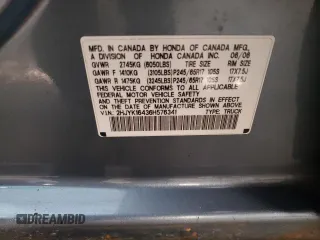 MFD. IN CANADA BY HONDA OF CANADA MFG.,
A DIVISION OF HONDA CANADA INC. 06/06
GVWR 2745KG (6050LBS) TIRE SIZE RIM SIZE
GAWR F 1410KG (3105LBS) P245/65R17 105S 17X7.5J
GAWR R 1475KG (3245LBS) P245/65R17 105S 17X7.5J
THIS VEHICLE CONFORMS TO ALL APPLICABLE
FEDERAL MOTOR VEHICLE SAFETY STANDARDS
IN EFFECT ON THE DATE OF MANUFACTURE
SHOWN ABOVE.
V.I.N. 2HJYK16436H576341 TYPE: TRUCK
DREAMBID